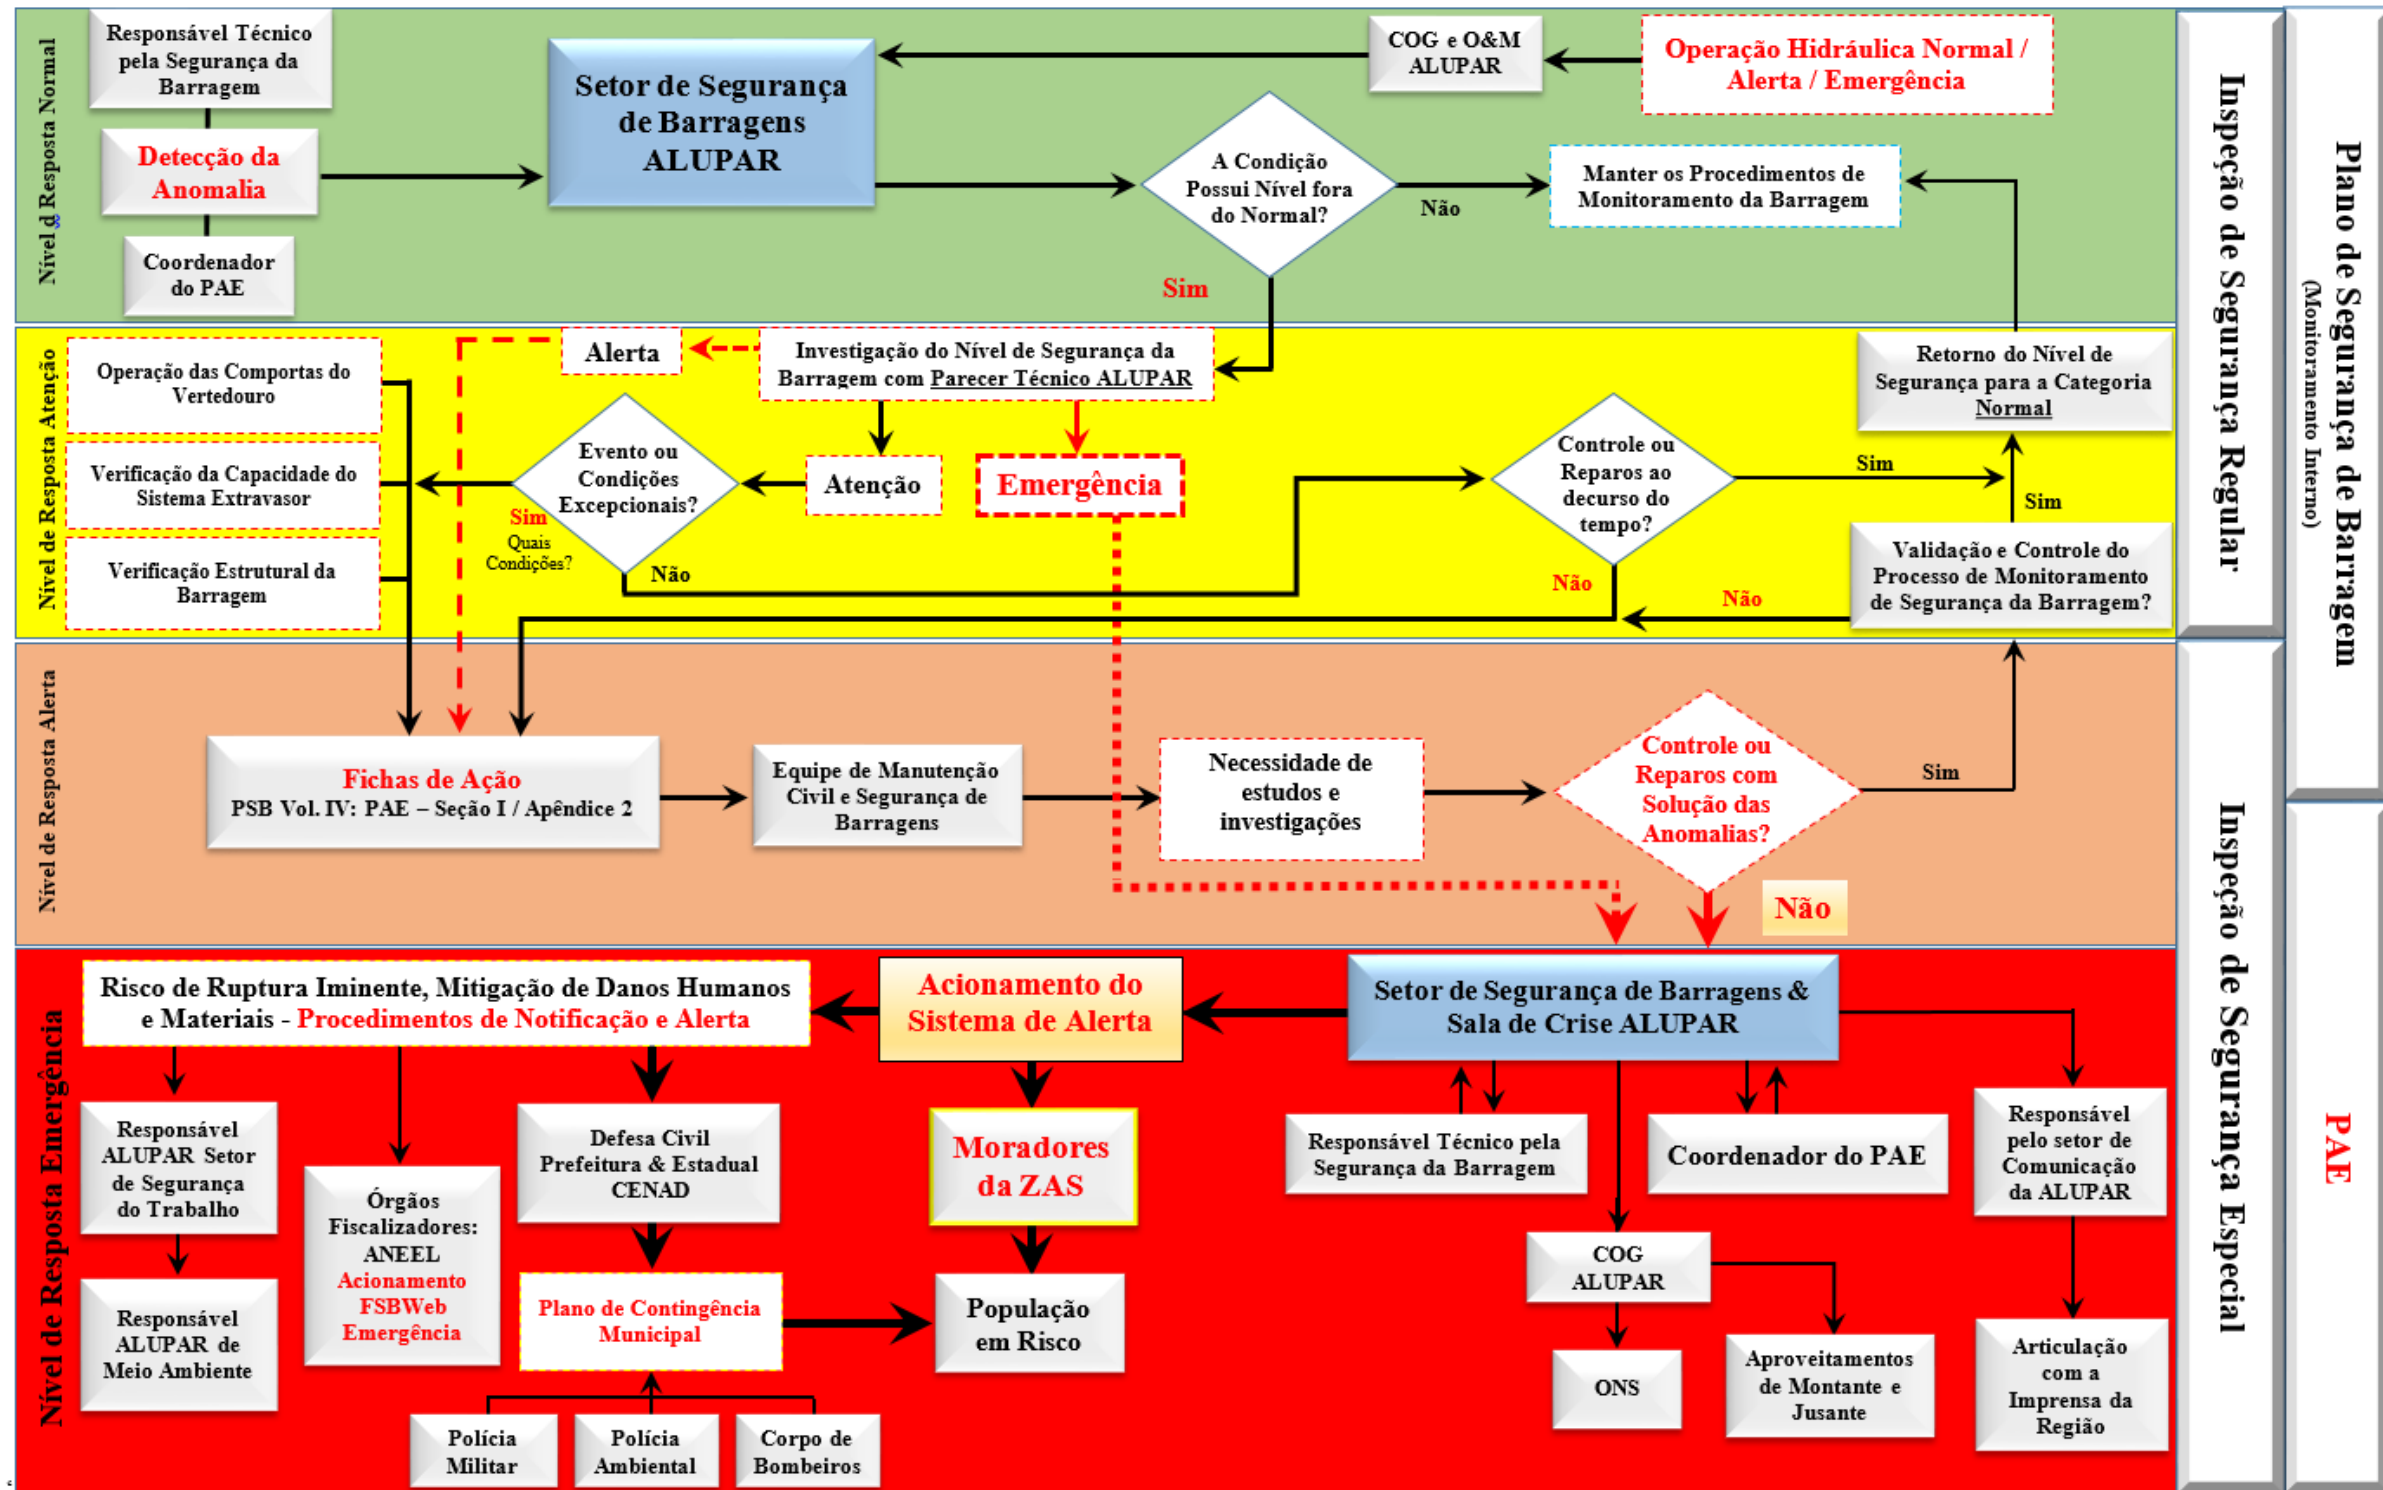 Nível d Resposta Normal
Responsável Técnico
pela Segurança da
Barragem
Detecção da
Anomalia
Coordenador
do PAE
Setor de Segurança
de Barragens
ALUPAR
COG e O&M
ALUPAR
Operação Hidráulica Normal /
Alerta / Emergência
A Condição
Possui Nível fora
do Normal?
Não
Sim
Manter os Procedimentos de
Monitoramento da Barragem
Nível de Resposta Atenção
Operação das Comportas do
Vertedouro
Verificação da Capacidade do
Sistema Extravasor
Verificação Estrutural da
Barragem
Alerta
Investigação do Nível de Segurança da
Barragem com Parecer Técnico ALUPAR
Evento ou
Condições
Excepcionais?
Sim
Quais
Condições?
Não
Atenção
Emergência
Controle ou
Reparos ao
decurso do
tempo?
Sim
Não
Retorno do Nível de
Segurança para a Categoria
Normal
Sim
Validação e Controle do
Processo de Monitoramento
de Segurança da Barragem?
Não
Nível de Resposta Alerta
Fichas de Ação
PSB Vol. IV: PAE – Seção I / Apêndice 2
Equipe de Manutenção
Civil e Segurança de
Barragens
Necessidade de
estudos e
investigações
Controle ou
Reparos com
Solução das
Anomalias?
Sim
Não
Nível de Resposta Emergência
Risco de Ruptura Iminente, Mitigação de Danos Humanos
e Materiais - Procedimentos de Notificação e Alerta
Acionamento do
Sistema de Alerta
Setor de Segurança de Barragens &
Sala de Crise ALUPAR
Responsável
ALUPAR Setor
de Segurança
do Trabalho
Responsável
ALUPAR de
Meio Ambiente
Órgãos
Fiscalizadores:
ANEEL
Acionamento
FSBWeb
Emergência
Defesa Civil
Prefeitura & Estadual
CENAD
Plano de Contingência
Municipal
Polícia
Militar
Polícia
Ambiental
Corpo de
Bombeiros
Moradores
da ZAS
População
em Risco
Responsável Técnico pela
Segurança da Barragem
Coordenador do PAE
COG
ALUPAR
ONS
Aproveitamentos
de Montante e
Jusante
Responsável
pelo setor de
Comunicação
da ALUPAR
Articulação
com a
Imprensa da
Região
Inspeção de Segurança Regular
Inspeção de Segurança Especial
Plano de Segurança de Barragem
(Monitoramento Interno)
PAE